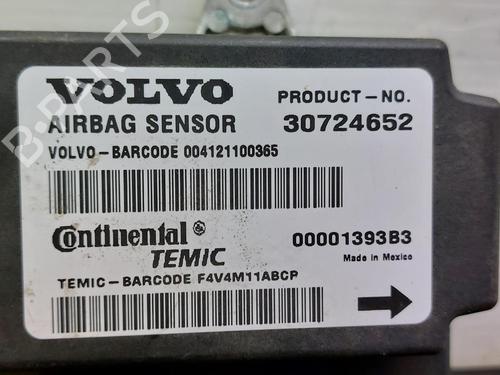 VOLVO
PRODUCT-NO.
AIRBAG SENSOR
30724652
VOLVO-BARCODE 004121100365
Continental
TEMIC
00001393B3
Made in Mexico
TEMIC-BARCODE F4V4M11ABCP
B-PARTS